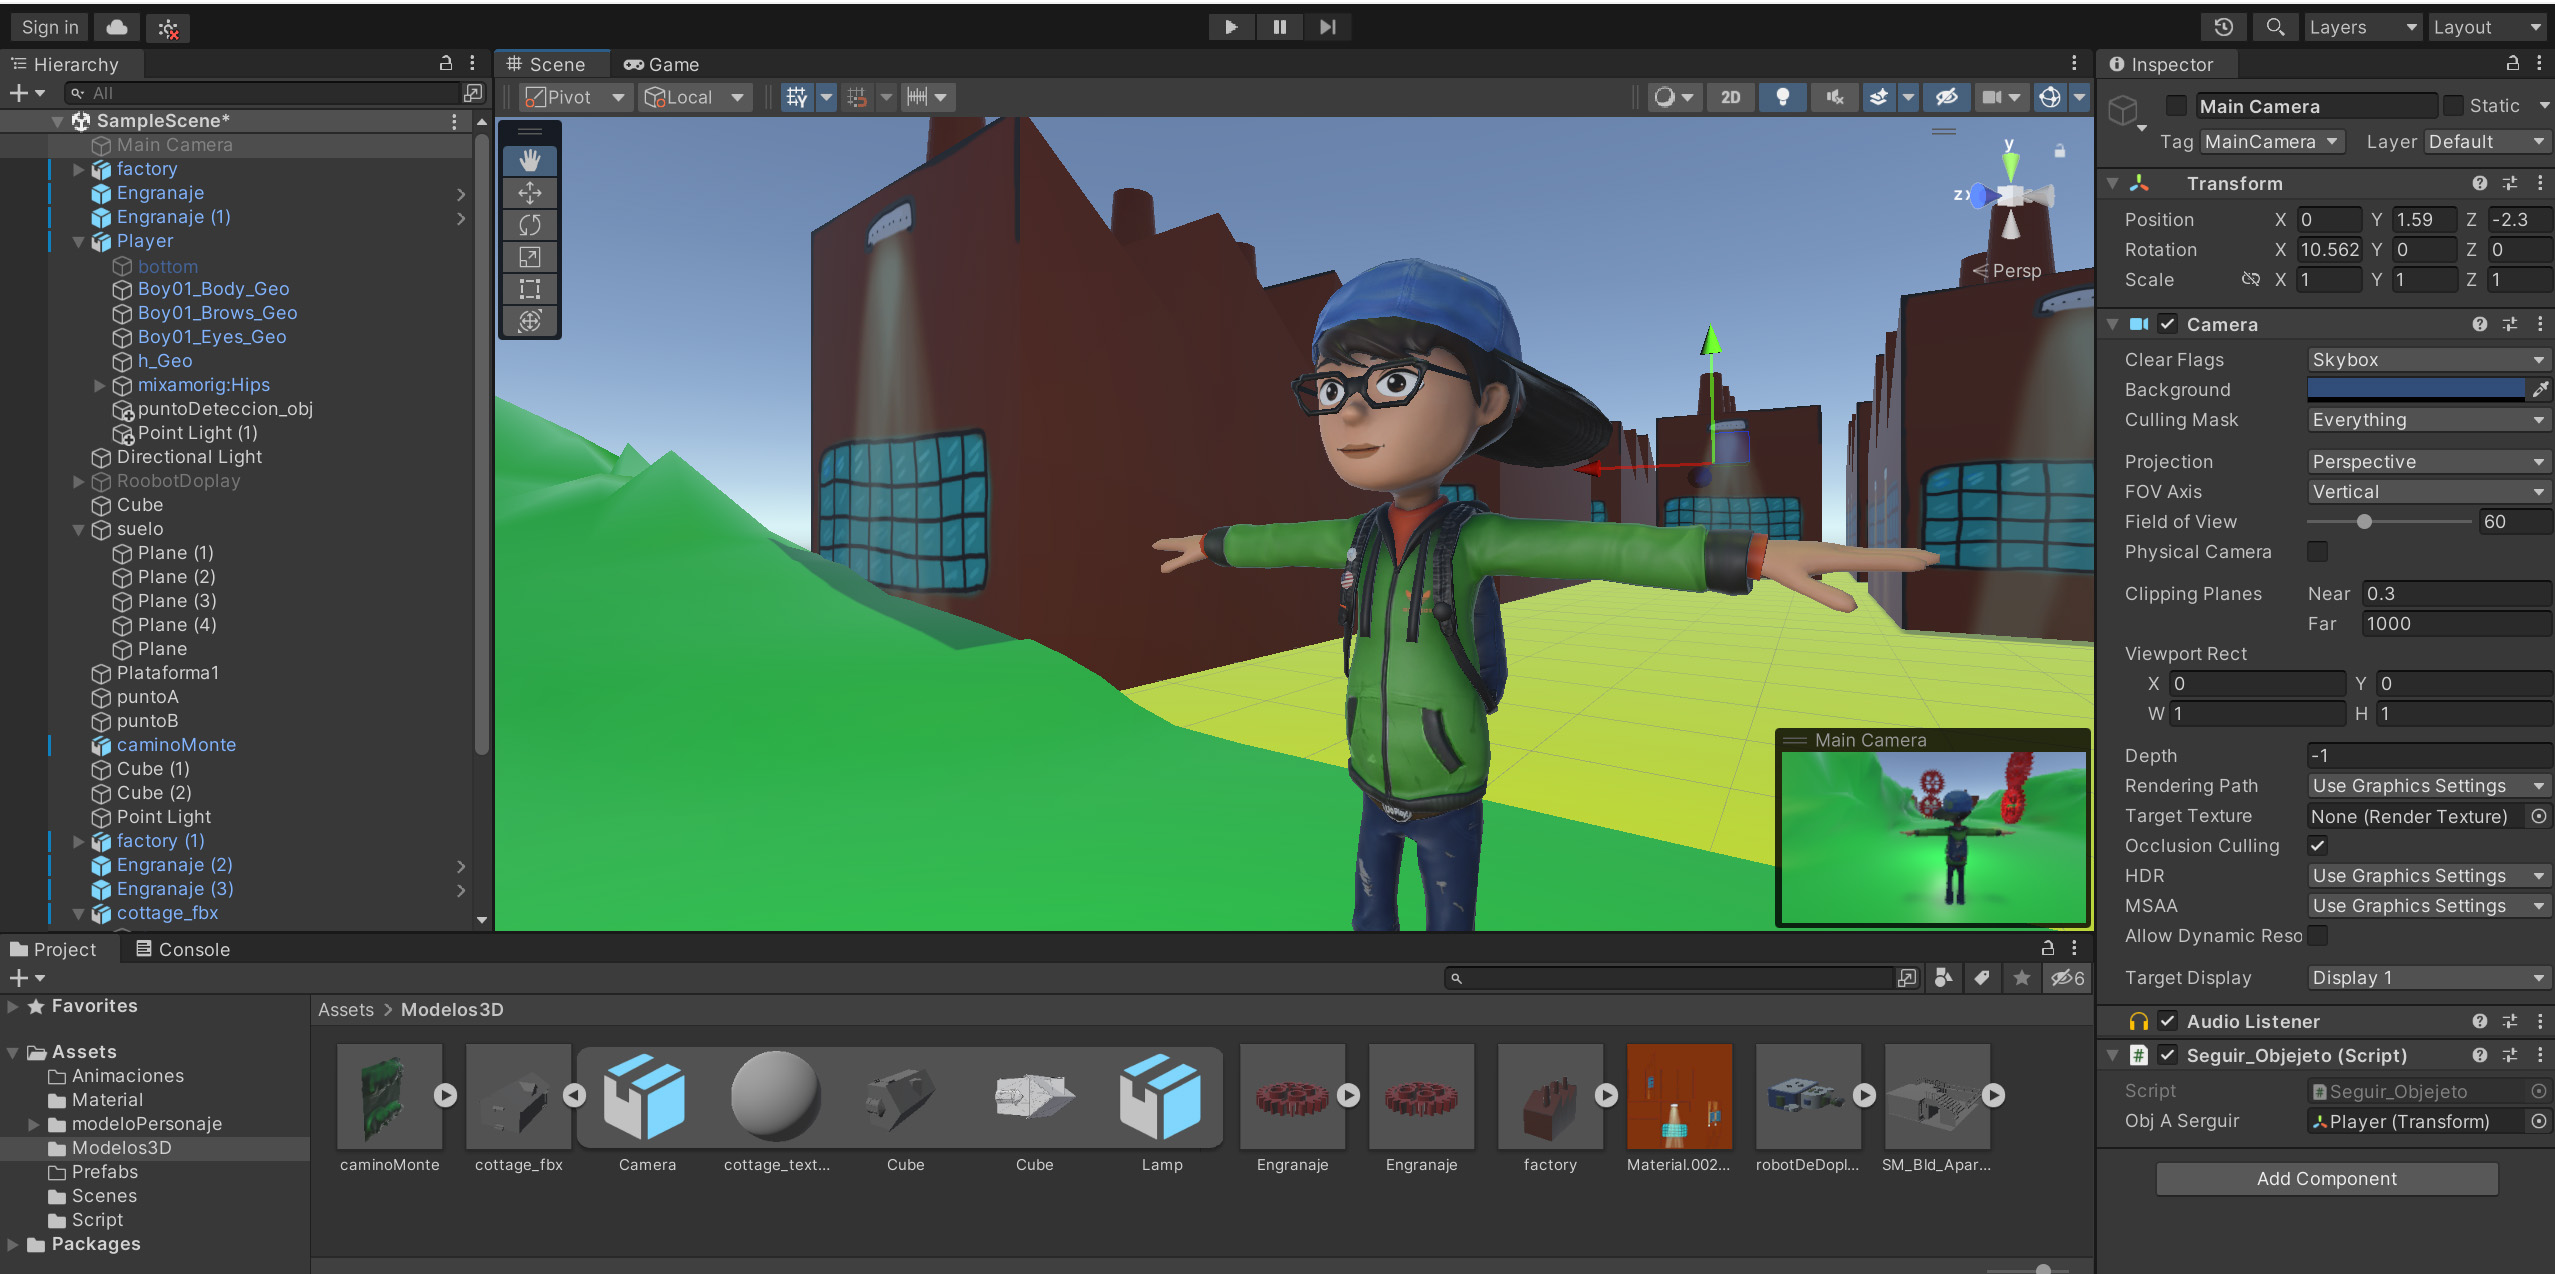 Sign in
Layers
Layout
Hierarchy
All
SampleScene*
Main Camera
factory
Engranaje
Engranaje (1)
Player
bottom
Boy01_Body_Geo
Boy01_Brows_Geo
Boy01_Eyes_Geo
h_Geo
mixamorig:Hips
puntoDeteccion_obj
Point Light (1)
Directional Light
RoobotDoplay
Cube
suelo
Plane (1)
Plane (2)
Plane (3)
Plane (4)
Plane
Plataforma1
puntoA
puntoB
caminoMonte
Cube (1)
Cube (2)
Point Light
factory (1)
Engranaje (2)
Engranaje (3)
cottage_fbx
Scene
Game
Pivot
Local
2D
y
z
x
Persp
Main Camera
Inspector
Main Camera
Static
Tag MainCamera
Layer Default
Transform
Position X 0 Y 1.59 Z -2.3
Rotation X 10.562 Y 0 Z 0
Scale X 1 Y 1 Z 1
Camera
Clear Flags Skybox
Background
Culling Mask Everything
Projection Perspective
FOV Axis Vertical
Field of View 60
Physical Camera
Clipping Planes Near 0.3
Far 1000
Viewport Rect
X 0 Y 0
W 1 H 1
Depth -1
Rendering Path Use Graphics Settings
Target Texture None (Render Texture)
Occlusion Culling
HDR Use Graphics Settings
MSAA Use Graphics Settings
Allow Dynamic Reso
Target Display Display 1
Audio Listener
# Seguir_Objejeto (Script)
Script # Seguir_Objejeto
Obj A Serguir Player (Transform)
Add Component
Project
Console
6
Favorites
Assets
Animaciones
Material
modeloPersonaje
Modelos3D
Prefabs
Scenes
Script
Packages
Assets > Modelos3D
caminoMonte
cottage_fbx
Camera
cottage_text...
Cube
Cube
Lamp
Engranaje
Engranaje
factory
Material.002...
robotDeDopl...
SM_Bld_Apar...